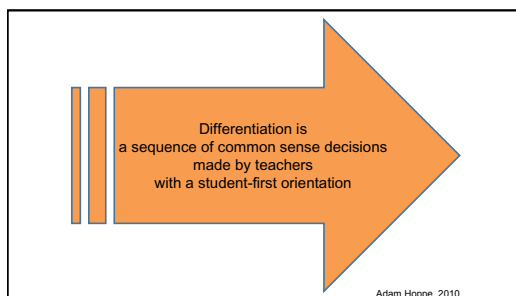 Differentiation is
a sequence of common sense decisions
made by teachers
with a student-first orientation
Adam Hoppe, 2010